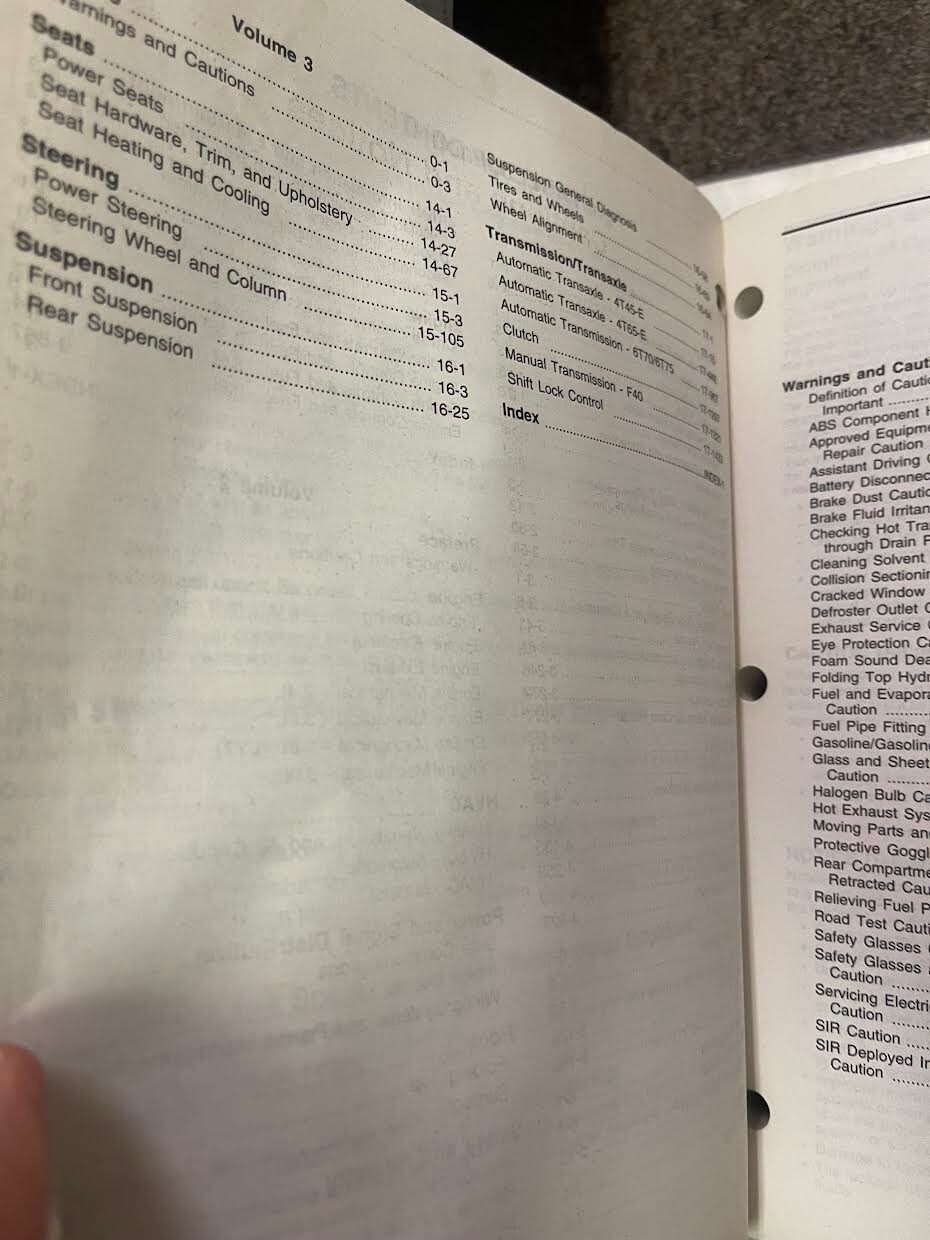 Volume 3
Warnings and Cautions .......... 0-1
0-3
Seats .......... 14-1
Power Seats .......... 14-3
Seat Hardware, Trim, and Upholstery .......... 14-27
Seat Heating and Cooling .......... 14-67
Steering .......... 15-1
Power Steering .......... 15-3
Steering Wheel and Column .......... 15-105
Suspension .......... 16-1
Front Suspension .......... 16-3
Rear Suspension .......... 16-25
Suspension General Diagnosis
Tires and Wheels
Wheel Alignment
Transmission/Transaxle .......... 17-1
Automatic Transaxle - 4T45-E
Automatic Transaxle - 4T65-E
Automatic Transmission - 6T70/6T75
Clutch
Manual Transmission - F40
Shift Lock Control
Index .......... INDEX-1
Warnings and Caut
Definition of Cauti
Important ..........
ABS Component H
Approved Equipme
Repair Caution
Assistant Driving C
Battery Disconnec
Brake Dust Cautio
Brake Fluid Irritan
Checking Hot Tra
through Drain P
Cleaning Solvent
Collision Sectioni
Cracked Window
Defroster Outlet C
Exhaust Service C
Eye Protection Ca
Foam Sound Dea
Folding Top Hydr
Fuel and Evapora
Caution ..........
Fuel Pipe Fitting
Gasoline/Gasoline
Glass and Sheet
Caution ..........
Halogen Bulb Ca
Hot Exhaust Sys
Moving Parts an
Protective Goggl
Rear Compartme
Retracted Cau
Relieving Fuel P
Road Test Cauti
Safety Glasses
Safety Glasses
Caution ..........
Servicing Electri
Caution ..........
SIR Caution ....
SIR Deployed In
Caution ..........